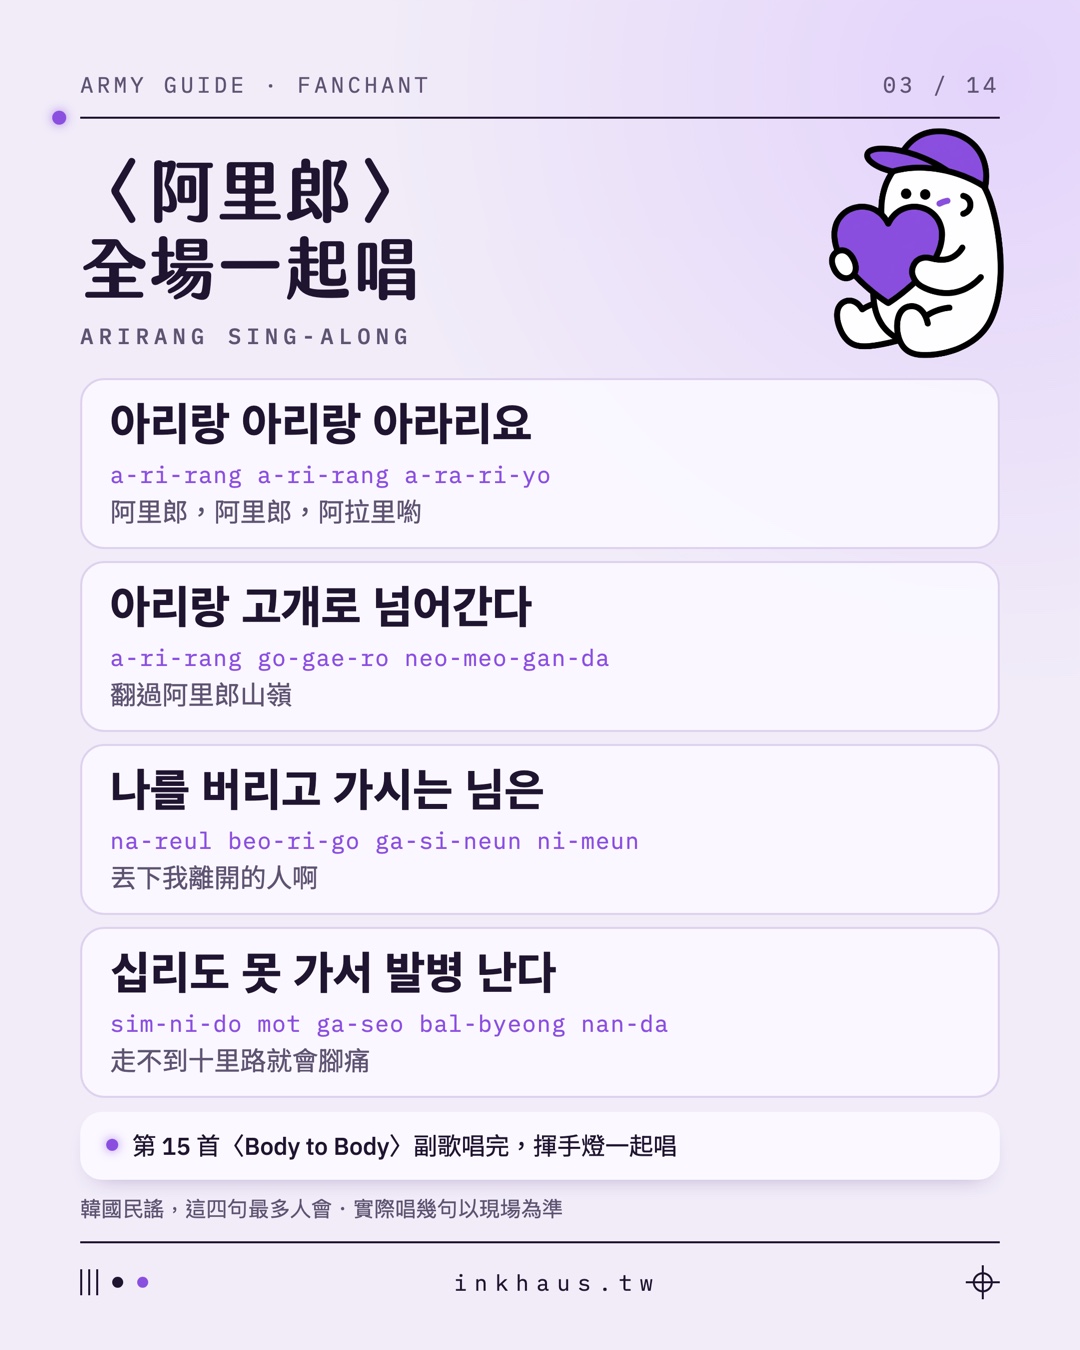 ARMY GUIDE · FANCHANT
03 / 14
〈阿里郎〉
全場一起唱
ARIRANG SING-ALONG
아리랑 아리랑 아라리요
a-ri-rang a-ri-rang a-ra-ri-yo
阿里郎，阿里郎，阿拉里喲
아리랑 고개로 넘어간다
a-ri-rang go-gae-ro neo-meo-gan-da
翻過阿里郎山嶺
나를 버리고 가시는 님은
na-reul beo-ri-go ga-si-neun ni-meun
丟下我離開的人啊
십리도 못 가서 발병 난다
sim-ni-do mot ga-seo bal-byeong nan-da
走不到十里路就會腳痛
第 15 首〈Body to Body〉副歌唱完，揮手燈一起唱
韓國民謠，這四句最多人會 · 實際唱幾句以現場為準
inkhaus.tw